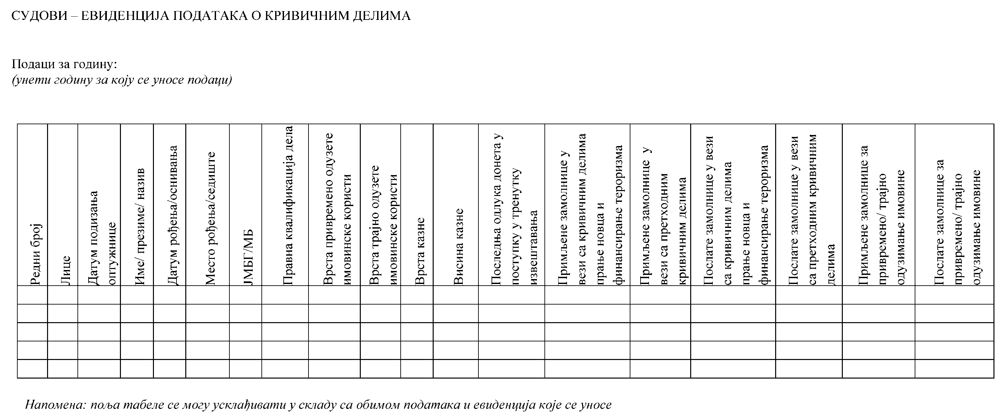 СУДОВИ – ЕВИДЕНЦИЈА ПОДАТАКА О КРИВИЧНИМ ДЕЛИМА
Подаци за годину:
(унети годину за коју се уносе подаци)
Редни број
Лице
Датум подизања
оптужнице
Име/ презиме/ назив
Датум рођења/оснивања
Место рођења/седиште
ЈМБГ/МБ
Правна квалификација дела
Врста привремено одузете
имовинске користи
Врста трајно одузете
имовинске користи
Врста казне
Висина казне
Последња одлука донета у
поступку у тренутку
извештавања
Примљене замолнице у
вези са кривичним делима
прање новца и
финансирање тероризма
Примљене замолнице у
вези са претходним
кривичним делима
Послате замолнице у вези
са кривичним делима
прање новца и
финансирање тероризма
Послате замолнице у вези
са претходним кривичним
делима
Примљене замолнице за
привремено/ трајно
одузимање имовине
Послате замолнице за
привремено/ трајно
одузимање имовине
Напомена: поља табеле се могу усклађивати у складу са обимом података и евиденција које се уносе